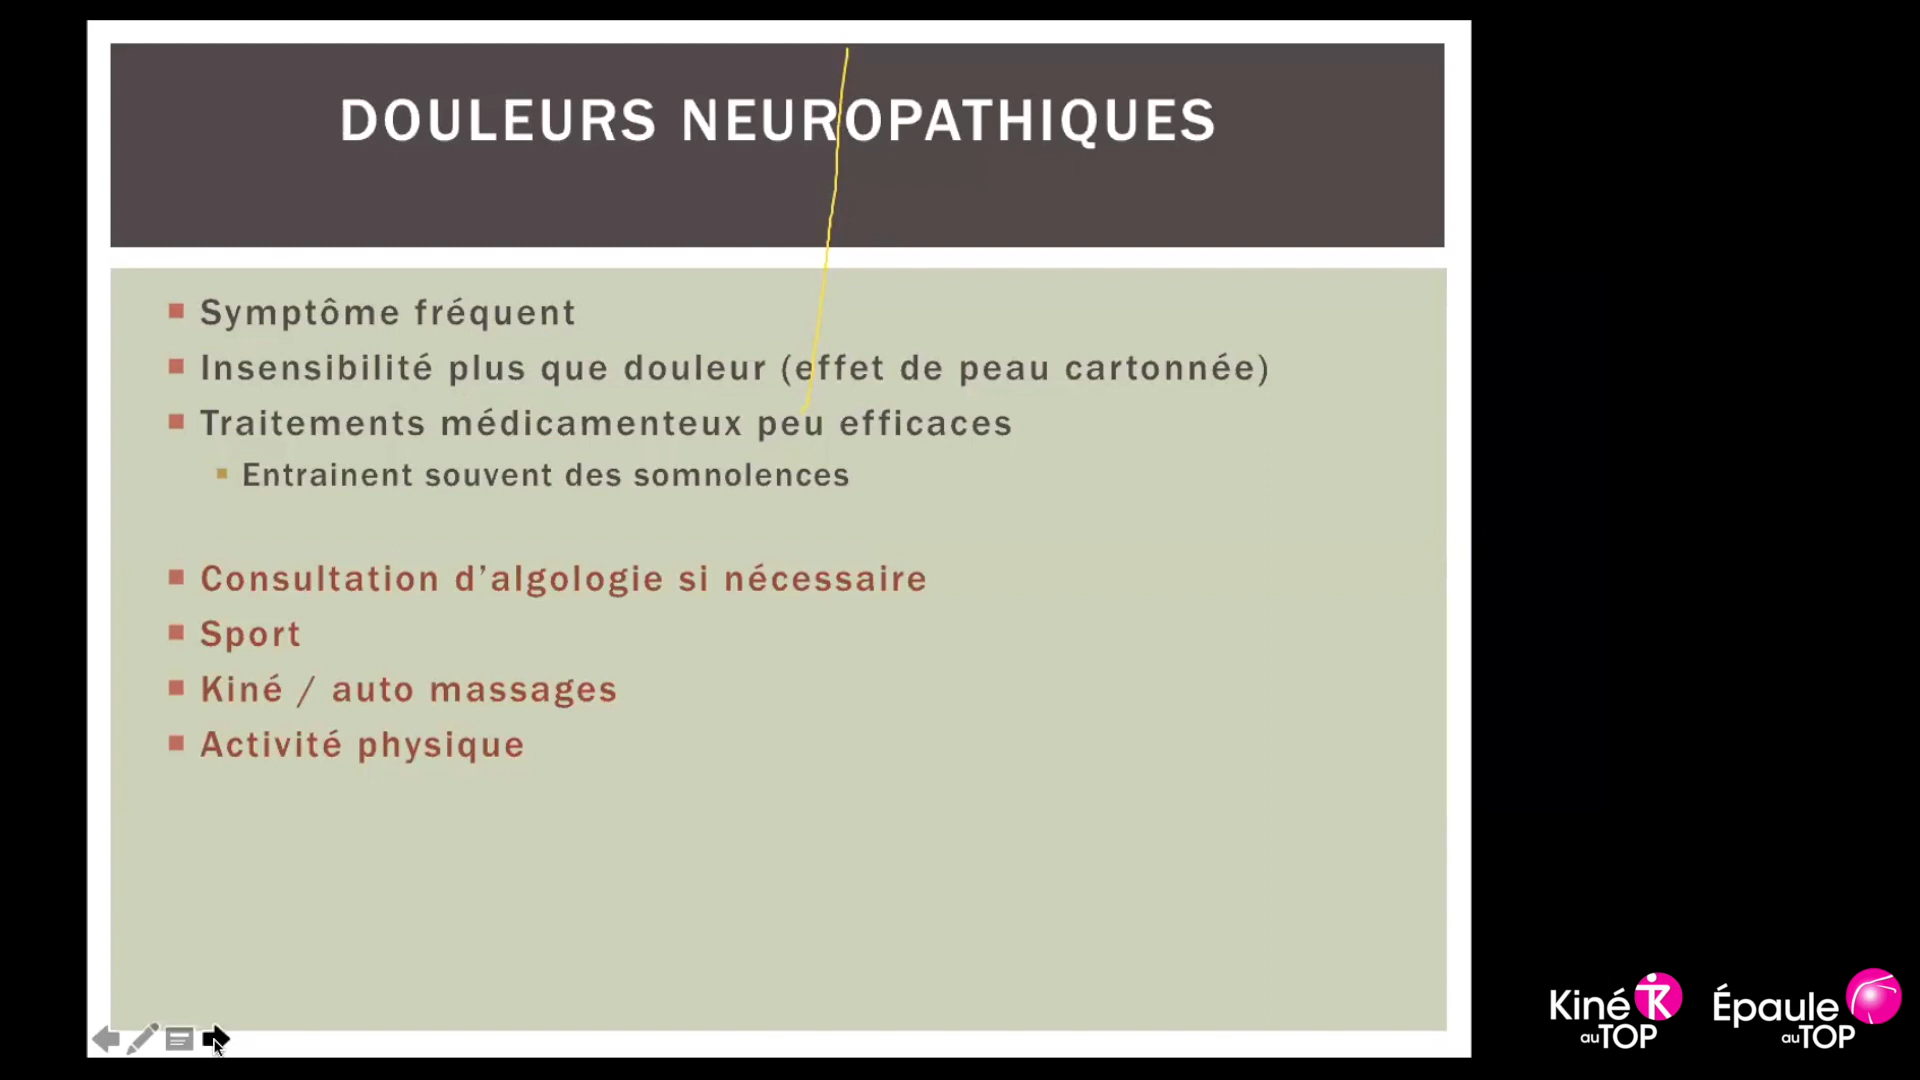 DOULEURS NEUROPATHIQUES
Symptôme fréquent
Insensibilité plus que douleur (effet de peau cartonnée)
Traitements médicamenteux peu efficaces
Entrainent souvent des somnolences
Consultation d’algologie si nécessaire
Sport
Kiné / auto massages
Activité physique
Kiné
au TOP
Épaule
au TOP